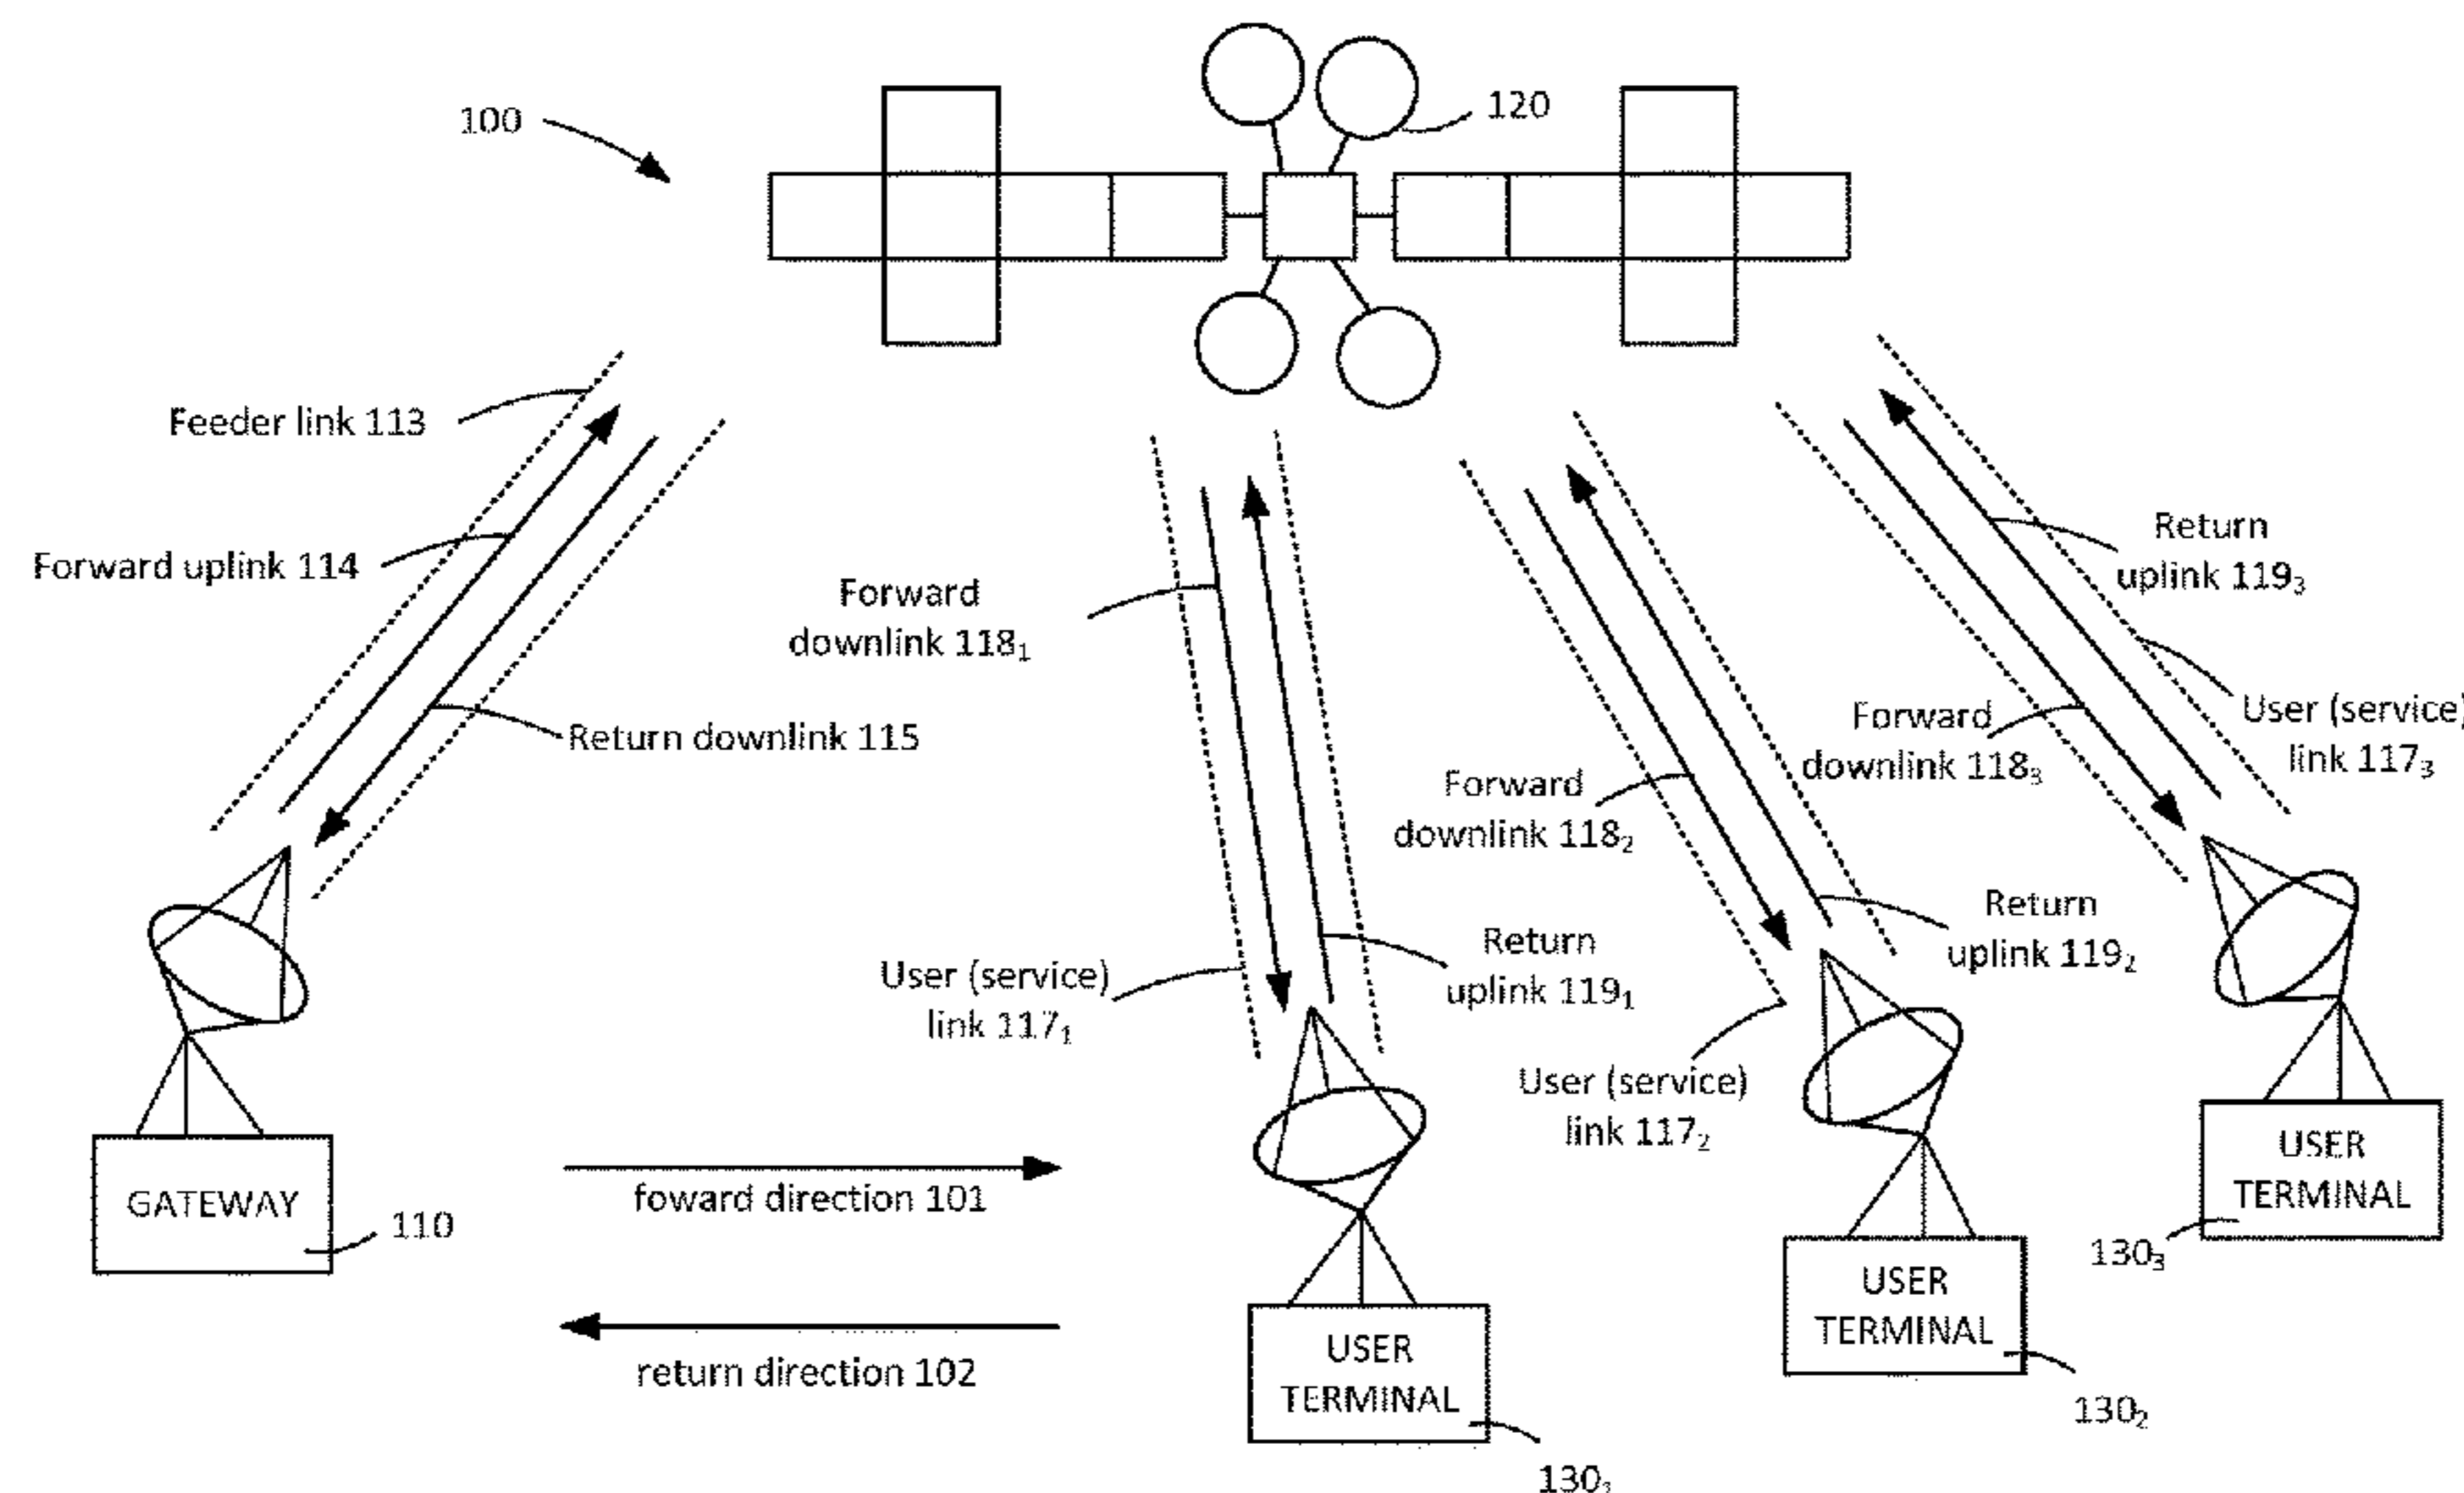 100
120
Feeder link 113
Forward uplink 114
Return downlink 115
Forward
downlink 118₁
Return
uplink 119₃
User (service)
link 117₃
Forward
downlink 118₃
Forward
downlink 118₂
Return
uplink 119₂
Return
uplink 119₁
User (service)
link 117₁
User (service)
link 117₂
GATEWAY
110
foward direction 101
return direction 102
USER
TERMINAL
130₃
USER
TERMINAL
130₂
USER
TERMINAL
130₁